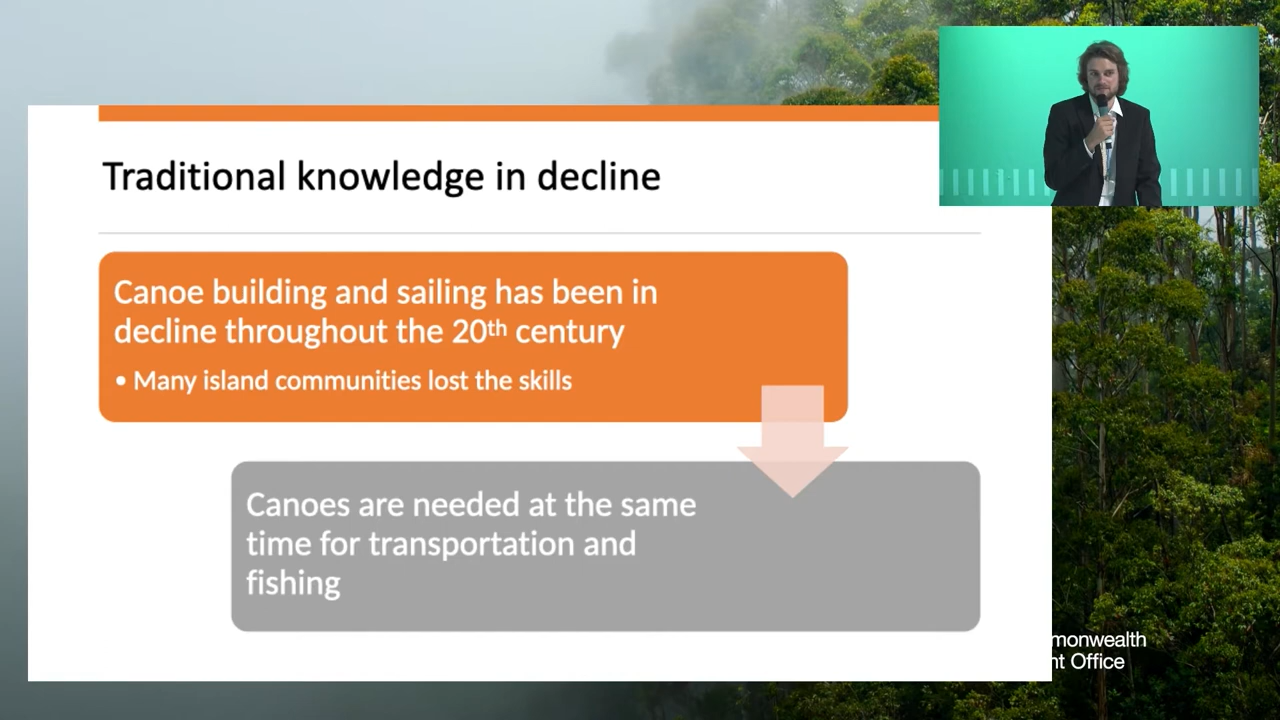 Traditional knowledge in decline
Canoe building and sailing has been in
decline throughout the 20th century
• Many island communities lost the skills
Canoes are needed at the same
time for transportation and
fishing
monwealth
nt Office